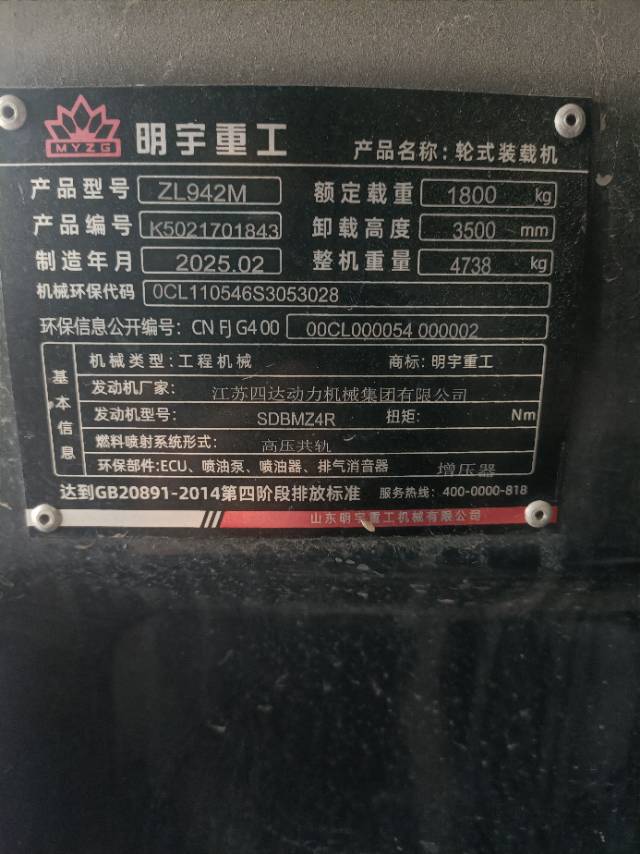 MYZG 明宇重工 产品名称:轮式装载机
产品型号 ZL942M 额定载重 1800 kg
产品编号 K5021701843 卸载高度 3500 mm
制造年月 2025.02 整机重量 4738 kg
机械环保代码 0CL110546S3053028
环保信息公开编号: CN FJ G4 00 00CL000054 000002
基本信息
机械类型:工程机械 商标:明宇重工
发动机厂家: 江苏四达动力机械集团有限公司
发动机型号: SDBMZ4R 扭矩: Nm
燃料喷射系统形式: 高压共轨
环保部件:ECU、喷油泵、喷油器、排气消音器 增压器
达到GB20891-2014第四阶段排放标准 服务热线: 400-0000-818
山东明宇重工机械有限公司